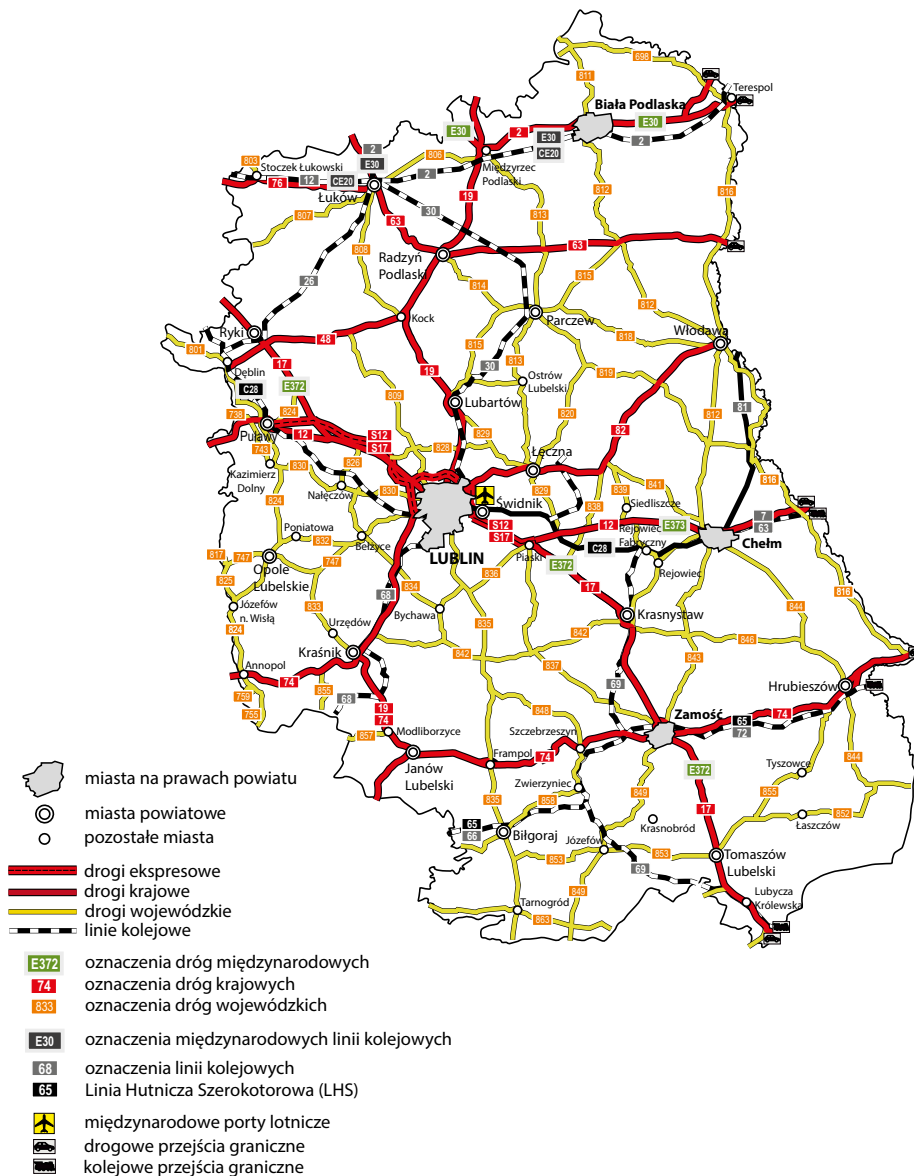 698
811
Terespol
Biała Podlaska
E30
2
E30
CE20
E30
2
2
E30
803
Stoczek Łukowski
806
Międzyrzec
Podlaski
2
76
12
CE20
Łuków
812
816
807
30
19
813
63
63
808
Radzyń
Podlaski
26
814
815
812
Kock
Parczew
Ryki
48
818
Włodawa
801
815
813
17
30
Dęblin
19
Ostrów
Lubelski
819
C28
E372
809
Lubartów
820
812
81
738
824
Puławy
12
S12
S17
829
82
743
828
Łęczna
826
Kazimierz
Dolny
830
830
816
824
Nałęczów
829
841
839
Świdnik
838
Siedliszcze
Poniatowa
S12
S17
12
E373
7
63
Rejowiec
Fabryczny
832
Bełżyce
LUBLIN
Chełm
817
747
747
Piaski
C28
E372
Opole
Lubelskie
836
Rejowiec
825
834
17
816
68
Józefów
n. Wisłą
833
Bychawa
844
835
Krasnystaw
824
Urzędów
842
846
Kraśnik
842
843
Annopol
837
74
69
855
68
Hrubieszów
759
19
74
755
848
Zamość
65
72
74
857
Modliborzyce
Szczebrzeszyn
Janów
Lubelski
Frampol
74
E372
Tyszowce
844
Zwierzyniec
855
835
858
849
17
65
66
Biłgoraj
Krasnobród
852
Łaszczów
Józefów
853
853
Tomaszów
Lubelski
69
849
Lubycza
Królewska
Tarnogród
863
miasta na prawach powiatu
miasta powiatowe
pozostałe miasta
drogi ekspresowe
drogi krajowe
drogi wojewódzkie
linie kolejowe
E372 oznaczenia dróg międzynarodowych
74 oznaczenia dróg krajowych
833 oznaczenia dróg wojewódzkich
E30 oznaczenia międzynarodowych linii kolejowych
68 oznaczenia linii kolejowych
65 Linia Hutnicza Szerokotorowa (LHS)
międzynarodowe porty lotnicze
drogowe przejścia graniczne
kolejowe przejścia graniczne